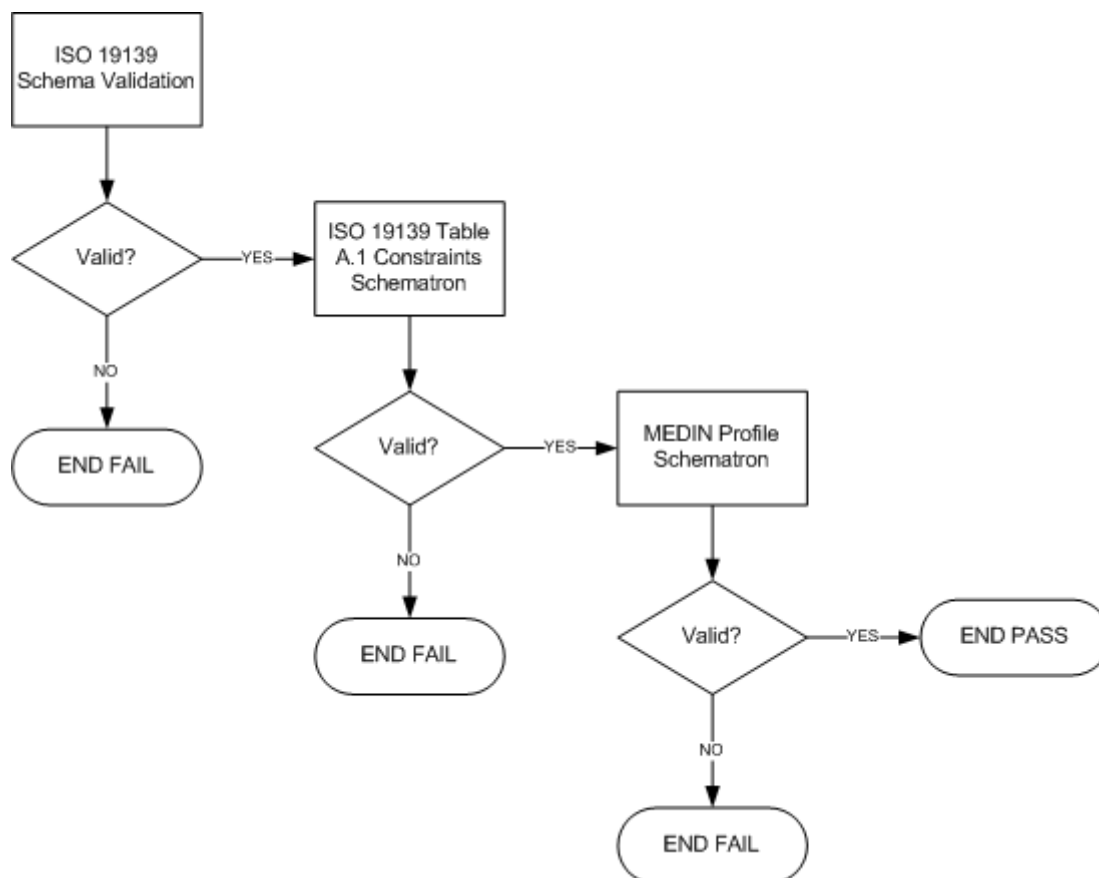 ISO 19139
Schema Validation
Valid?
YES
NO
END FAIL
ISO 19139 Table
A.1 Constraints
Schematron
Valid?
YES
NO
END FAIL
MEDIN Profile
Schematron
Valid?
YES
END PASS
NO
END FAIL